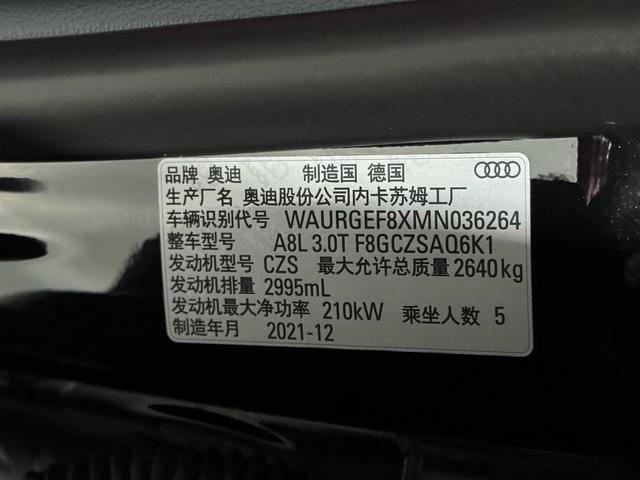 品牌 奥迪 制造国 德国
生产厂名 奥迪股份公司内卡苏姆工厂
车辆识别代号 WAURGEF8XMN036264
整车型号 A8L 3.0T F8GCZSAQ6K1
发动机型号 CZS 最大允许总质量 2640kg
发动机排量 2995mL
发动机最大净功率 210kW 乘坐人数 5
制造年月 2021-12